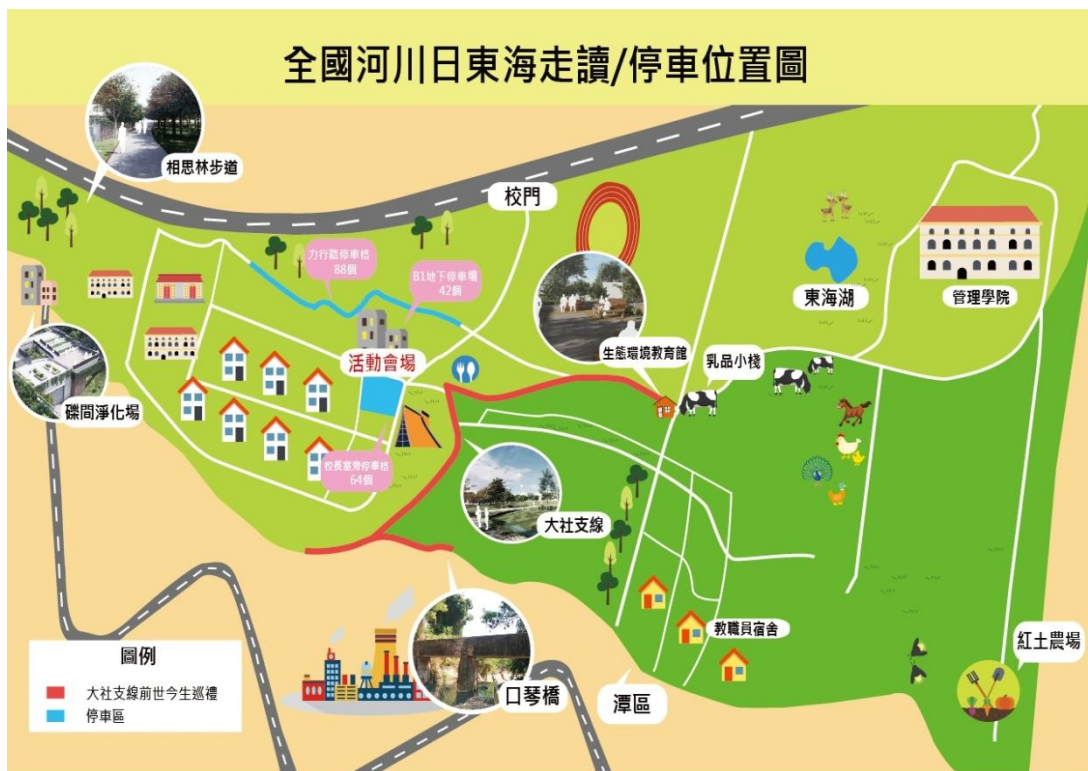 全國河川日東海走讀/停車位置圖
相思林步道
校門
力行路停車格
88個
B1地下停車場
42個
東海湖
管理學院
生態環境教育館
乳品小棧
活動會場
礫間淨化場
校長室旁停車格
64個
大社支線
教職員宿舍
紅土農場
口琴橋
潭區
圖例
大社支線前世今生巡禮
停車區